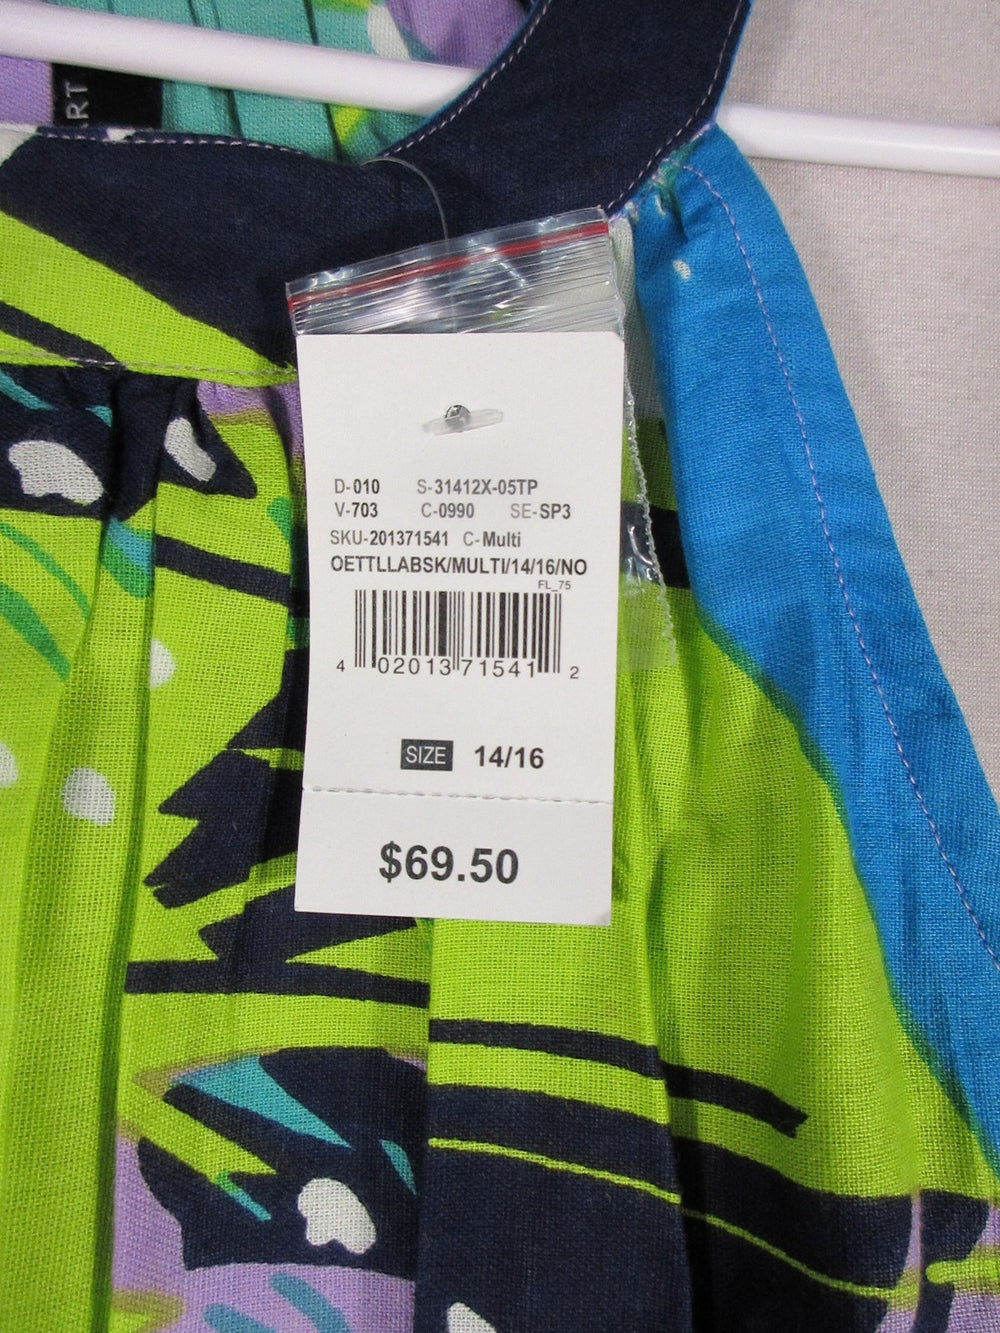 RT
D-010 S-31412X-05TP
V-703 C-0990 SE-SP3
SKU-201371541 C-Multi
OETTLLABSK/MULTI/14/16/NO
FL_75
4 02013 71541 2
SIZE 14/16
$69.50